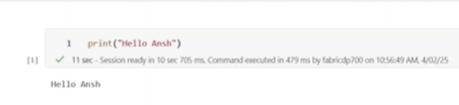 1 print("Hello Ansh")
[1] ✓ 11 sec - Session ready in 10 sec 705 ms. Command executed in 479 ms by fabricdp700 on 10:56:49 AM, 4/02/25
Hello Ansh